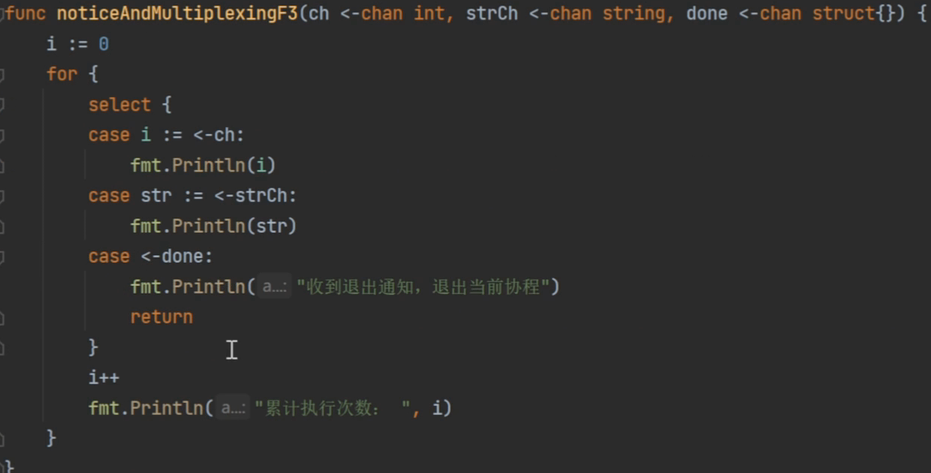 func noticeAndMultiplexingF3(ch <-chan int, strCh <-chan string, done <-chan struct{}) {
    i := 0
    for {
        select {
        case i := <-ch:
            fmt.Println(i)
        case str := <-strCh:
            fmt.Println(str)
        case <-done:
            fmt.Println( a...: "收到退出通知，退出当前协程")
            return
        }
        i++
        fmt.Println( a...: "累计执行次数： ", i)
    }
}